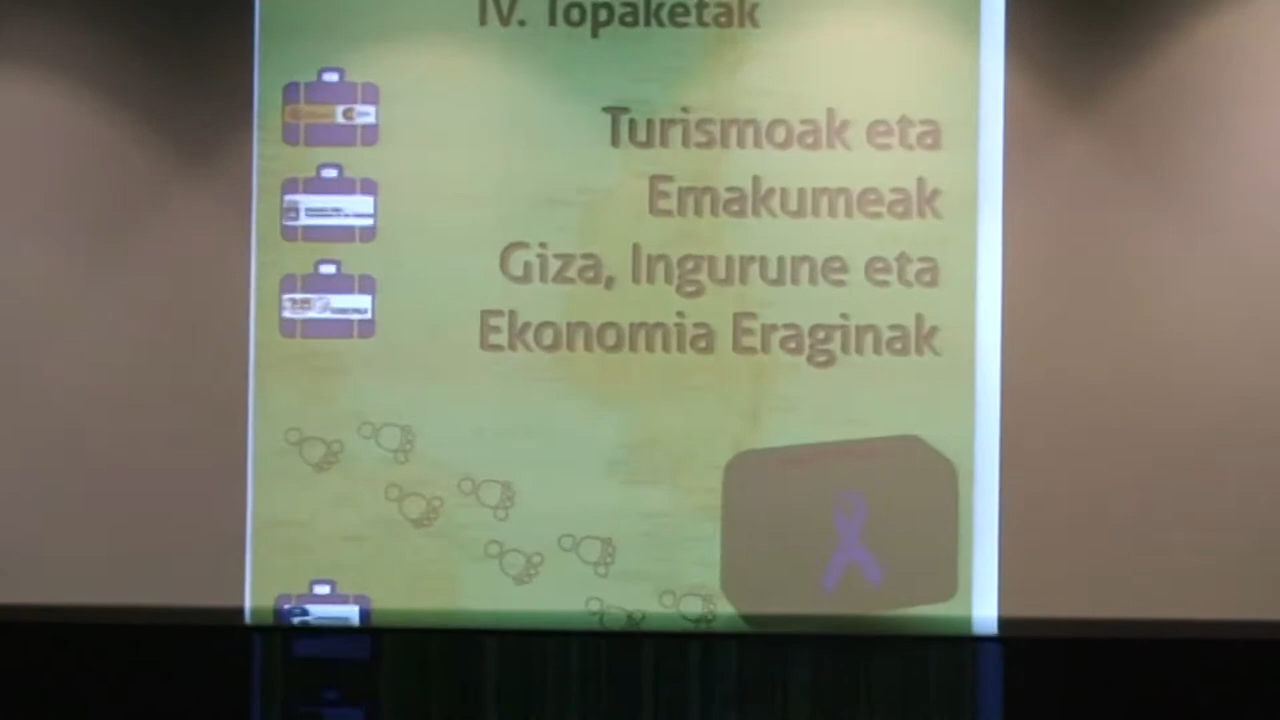 IV. Topaketak
Turismoak eta
Emakumeak
Giza, Ingurune eta
Ekonomia Eraginak